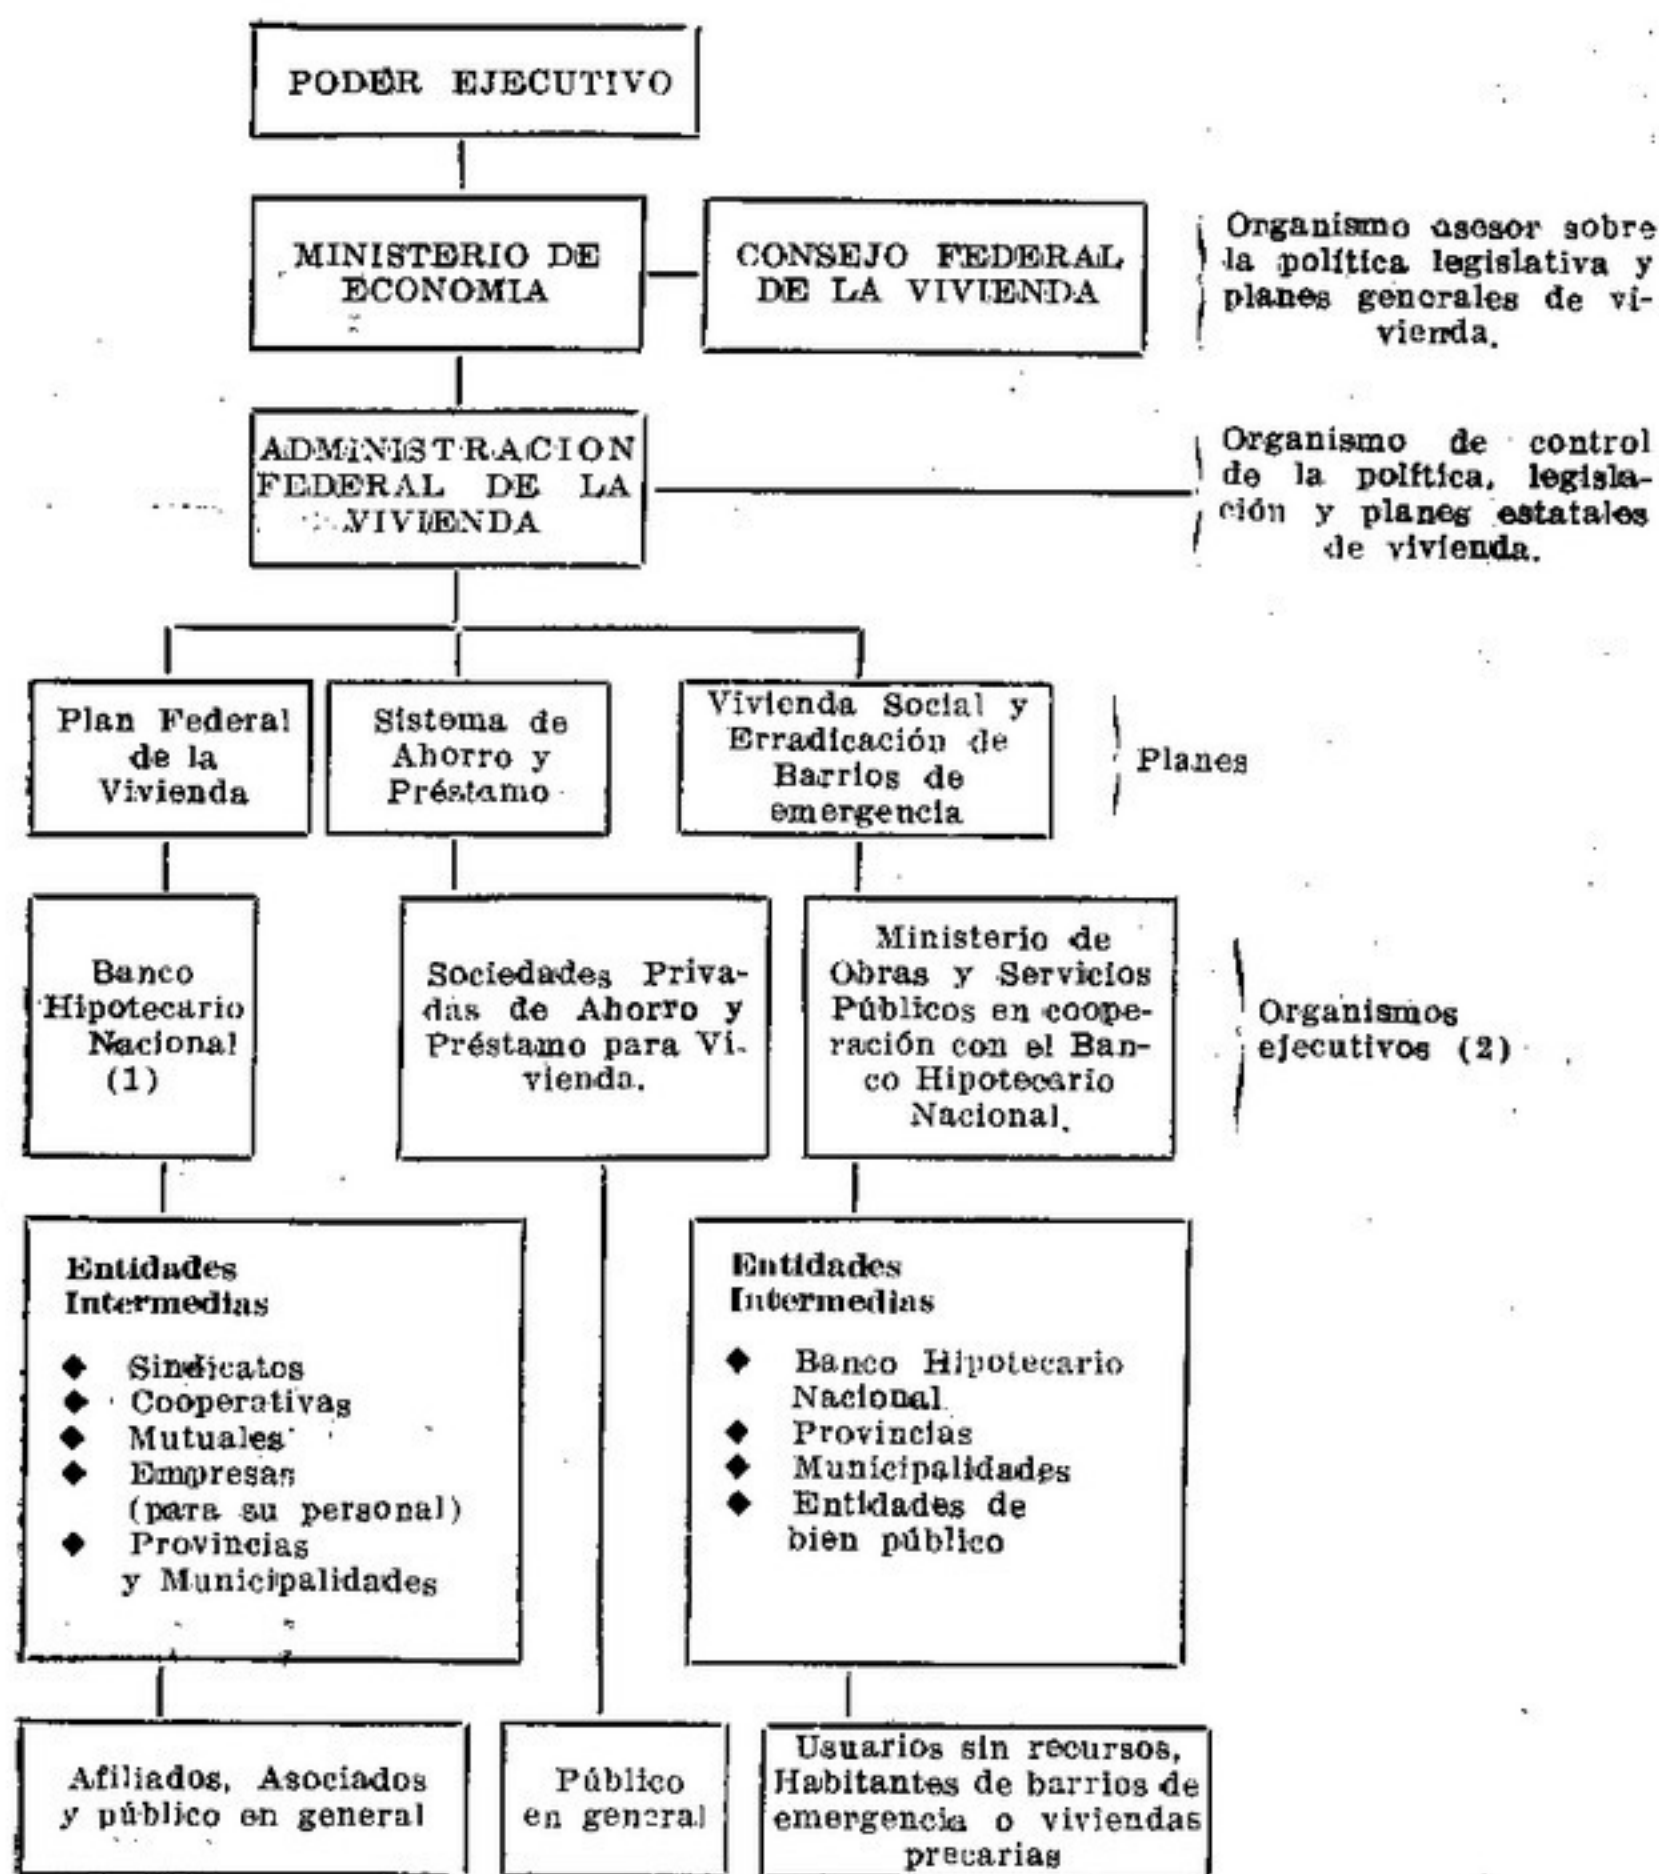 PODER EJECUTIVO
MINISTERIO DE
ECONOMIA
CONSEJO FEDERAL
DE LA VIVIENDA
Organismo asesor sobre
la política legislativa y
planes generales de vi-
vienda.
ADMINISTRACION
FEDERAL DE LA
VIVIENDA
Organismo de control
de la política, legisla-
ción y planes estatales
de vivienda.
Plan Federal
de la
Vivienda
Sistema de
Ahorro y
Préstamo
Vivienda Social y
Erradicación de
Barrios de
emergencia
Planes
Banco
Hipotecario
Nacional
(1)
Sociedades Priva-
das de Ahorro y
Préstamo para Vi-
vienda.
Ministerio de
Obras y Servicios
Públicos en coope-
ración con el Ban-
co Hipotecario
Nacional.
Organismos
ejecutivos (2)
Entidades
Intermedias
◆ Sindicatos
◆ Cooperativas
◆ Mutuales
◆ Empresas
(para su personal)
◆ Provincias
y Municipalidades
Entidades
Intermedias
◆ Banco Hipotecario
Nacional
◆ Provincias
◆ Municipalidades
◆ Entidades de
bien público
Afiliados, Asociados
y público en general
Público
en general
Usuarios sin recursos,
Habitantes de barrios de
emergencia o viviendas
precarias